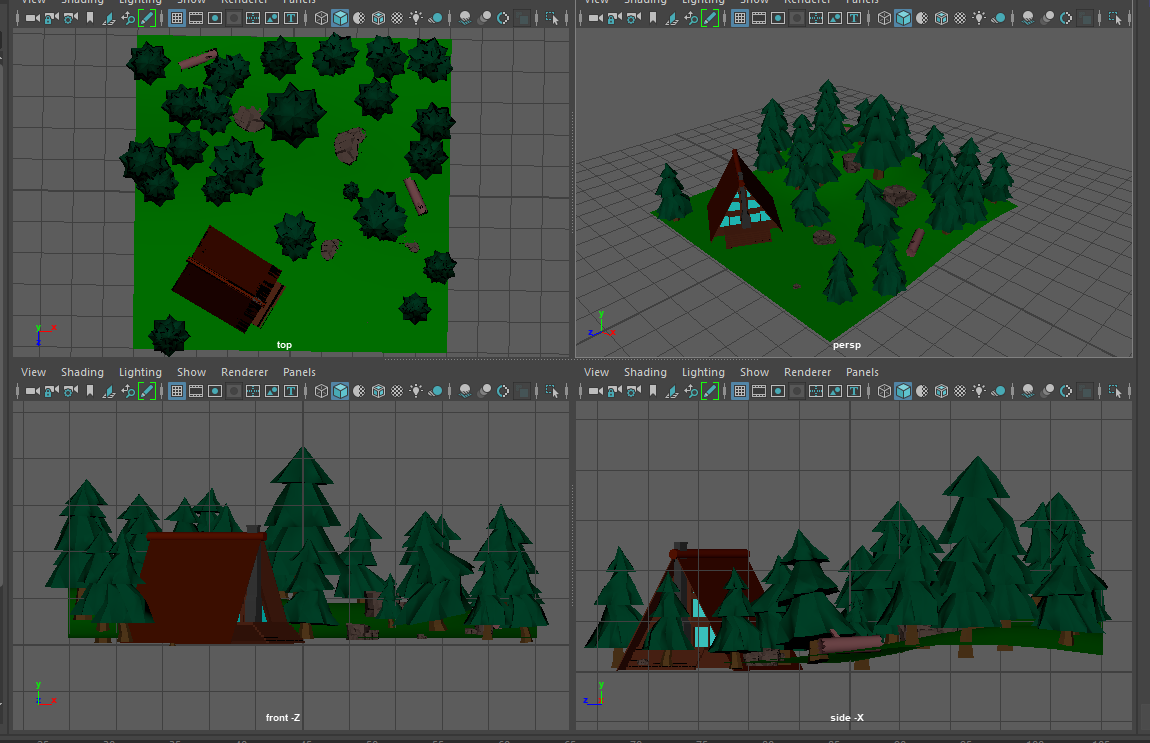 View Shading Lighting Show Renderer Panels
View Shading Lighting Show Renderer Panels
top
persp
View Shading Lighting Show Renderer Panels
View Shading Lighting Show Renderer Panels
front -Z
side -X